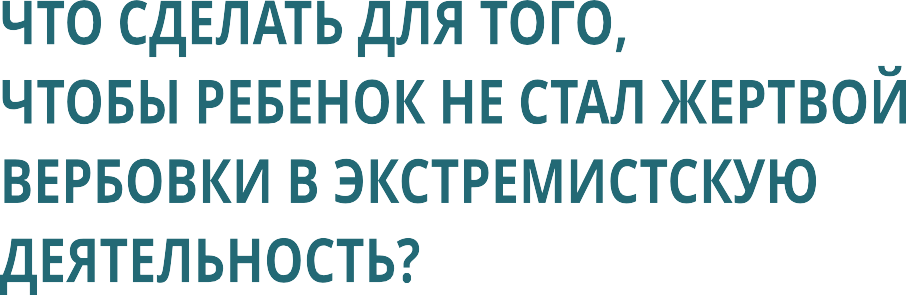 ЧТО СДЕЛАТЬ ДЛЯ ТОГО,
ЧТОБЫ РЕБЕНОК НЕ СТАЛ ЖЕРТВОЙ
ВЕРБОВКИ В ЭКСТРЕМИСТСКУЮ
ДЕЯТЕЛЬНОСТЬ?